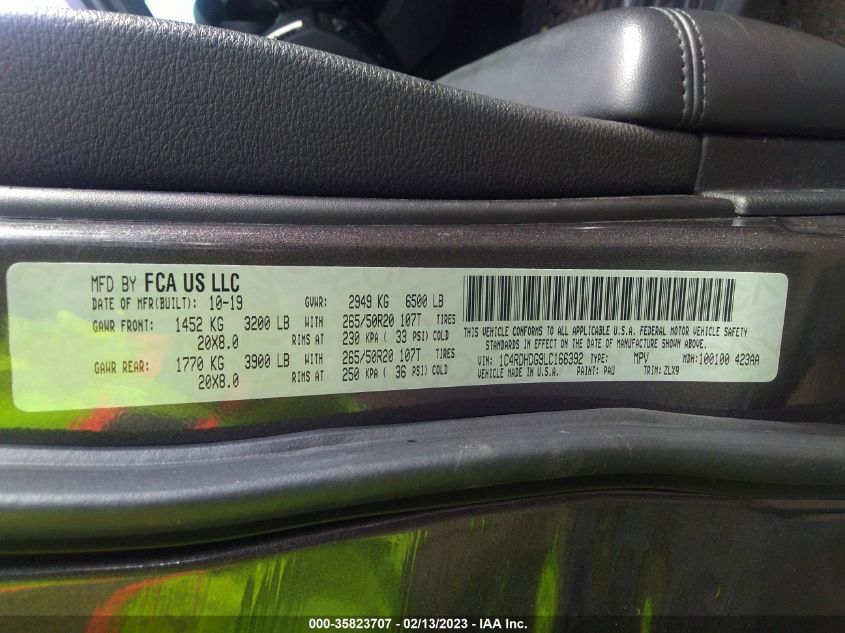 MFD BY FCA US LLC
DATE OF MFR(BUILT): 10-19 GVWR: 2949 KG 6500 LB
GAWR FRONT: 1452 KG 3200 LB WITH 265/50R20 107T TIRES
20X8.0 RIMS AT 230 KPA ( 33 PSI) COLD
GAWR REAR: 1770 KG 3900 LB WITH 265/50R20 107T TIRES
20X8.0 RIMS AT 250 KPA ( 36 PSI) COLD
THIS VEHICLE CONFORMS TO ALL APPLICABLE U.S.A. FEDERAL MOTOR VEHICLE SAFETY
STANDARDS IN EFFECT ON THE DATE OF MANUFACTURE SHOWN ABOVE.
VIN: 1C4RDHDG9LC166392 TYPE: MPV MDH:100100 423AA
VEHICLE MADE IN U.S.A. PAINT: PAU TRIM: ZLX9
000-35823707 - 02/13/2023 - IAA Inc.